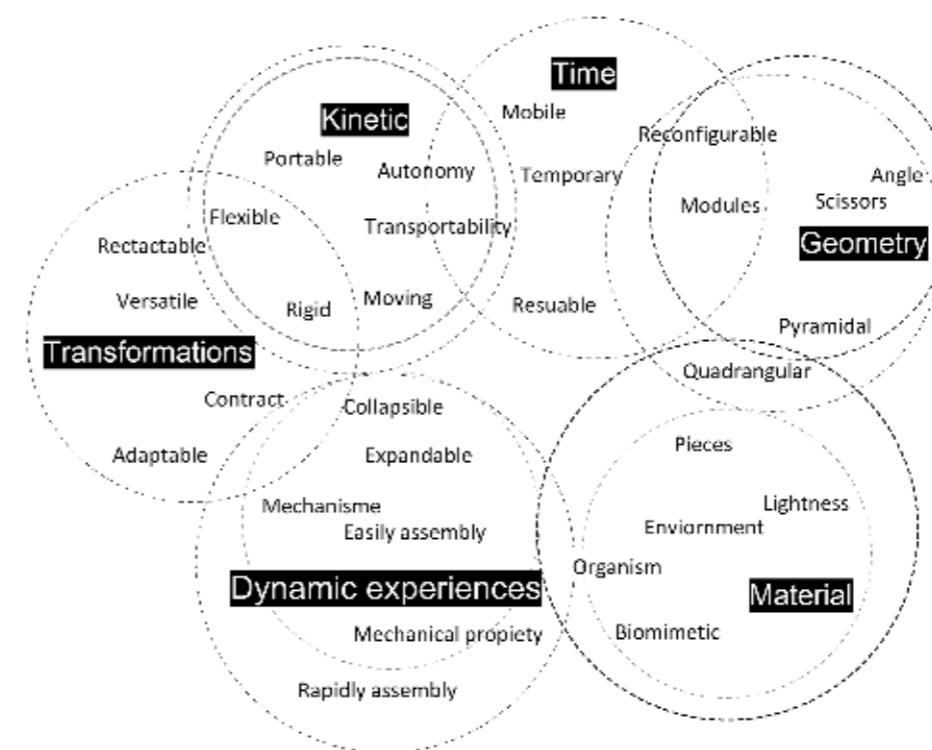 Time
Mobile
Kinetic
Reconfigurable
Portable
Autonomy
Temporary
Angle
Scissors
Modules
Flexible
Transportability
Geometry
Rectactable
Versatile
Rigid
Moving
Resuable
Pyramidal
Transformations
Quadrangular
Contract
Collapsible
Adaptable
Expandable
Pieces
Mechanisme
Lightness
Easily assembly
Enviornment
Organism
Dynamic experiences
Material
Mechanical propiety
Biomimetic
Rapidly assembly